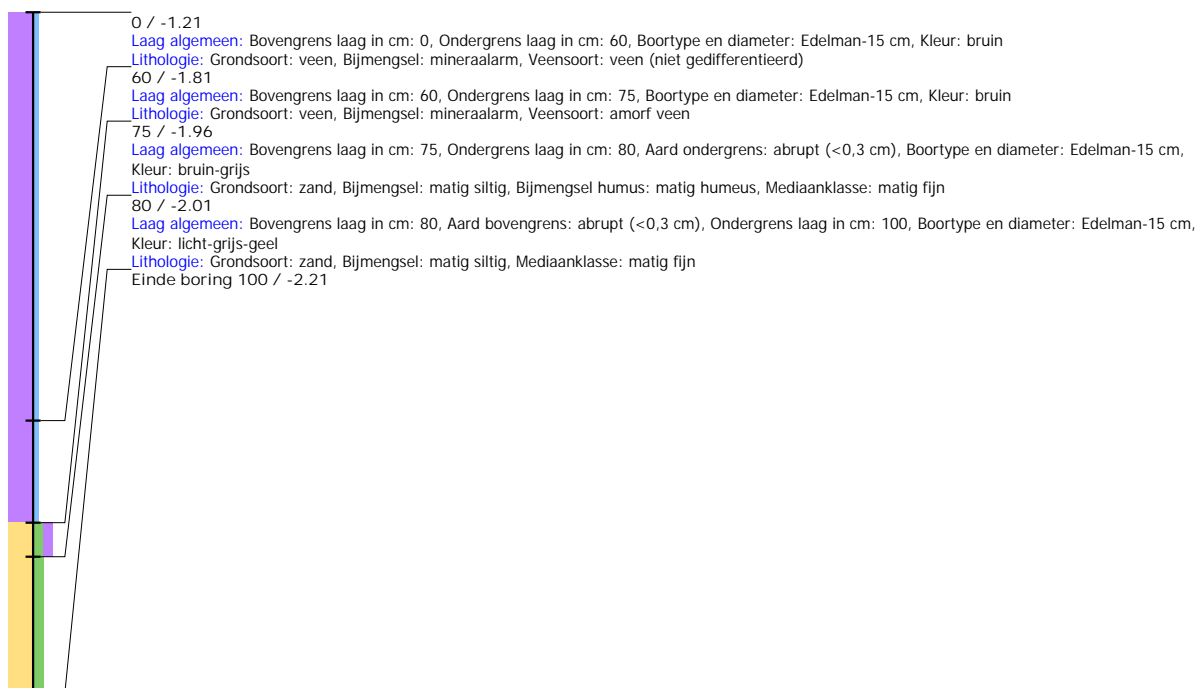 0 / -1.21
Laag algemeen: Bovengrens laag in cm: 0, Ondergrens laag in cm: 60, Boortype en diameter: Edelman-15 cm, Kleur: bruin
Lithologie: Grondsoort: veen, Bijmengsel: mineraalarm, Veensoort: veen (niet gedifferentieerd)
60 / -1.81
Laag algemeen: Bovengrens laag in cm: 60, Ondergrens laag in cm: 75, Boortype en diameter: Edelman-15 cm, Kleur: bruin
Lithologie: Grondsoort: veen, Bijmengsel: mineraalarm, Veensoort: amorf veen
75 / -1.96
Laag algemeen: Bovengrens laag in cm: 75, Ondergrens laag in cm: 80, Aard ondergrens: abrupt (<0,3 cm), Boortype en diameter: Edelman-15 cm,
Kleur: bruin-grijs
Lithologie: Grondsoort: zand, Bijmengsel: matig siltig, Bijmengsel humus: matig humeus, Mediaanklasse: matig fijn
80 / -2.01
Laag algemeen: Bovengrens laag in cm: 80, Aard bovengrens: abrupt (<0,3 cm), Ondergrens laag in cm: 100, Boortype en diameter: Edelman-15 cm,
Kleur: licht-grijs-geel
Lithologie: Grondsoort: zand, Bijmengsel: matig siltig, Mediaanklasse: matig fijn
Einde boring 100 / -2.21